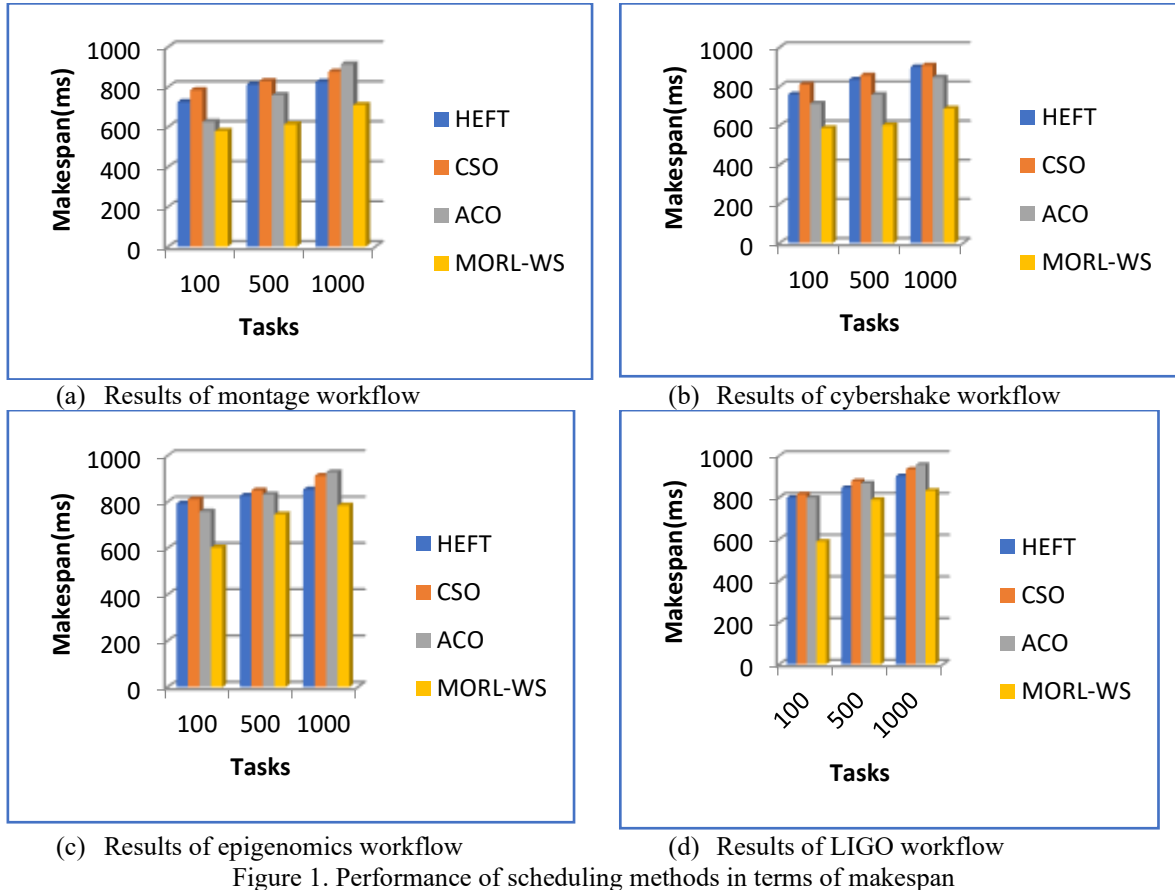 Makespan(ms)
1000
800
600
400
200
0
100 500 1000
Tasks
HEFT
CSO
ACO
MORL-WS
(a) Results of montage workflow
Makespan(ms)
1000
800
600
400
200
0
100 500 1000
Tasks
HEFT
CSO
ACO
MORL-WS
(b) Results of cybershake workflow
Makespan(ms)
1000
800
600
400
200
0
100 500 1000
Tasks
HEFT
CSO
ACO
MORL-WS
(c) Results of epigenomics workflow
Makespan(ms)
1000
800
600
400
200
0
100 500 1000
Tasks
HEFT
CSO
ACO
MORL-WS
(d) Results of LIGO workflow
Figure 1. Performance of scheduling methods in terms of makespan